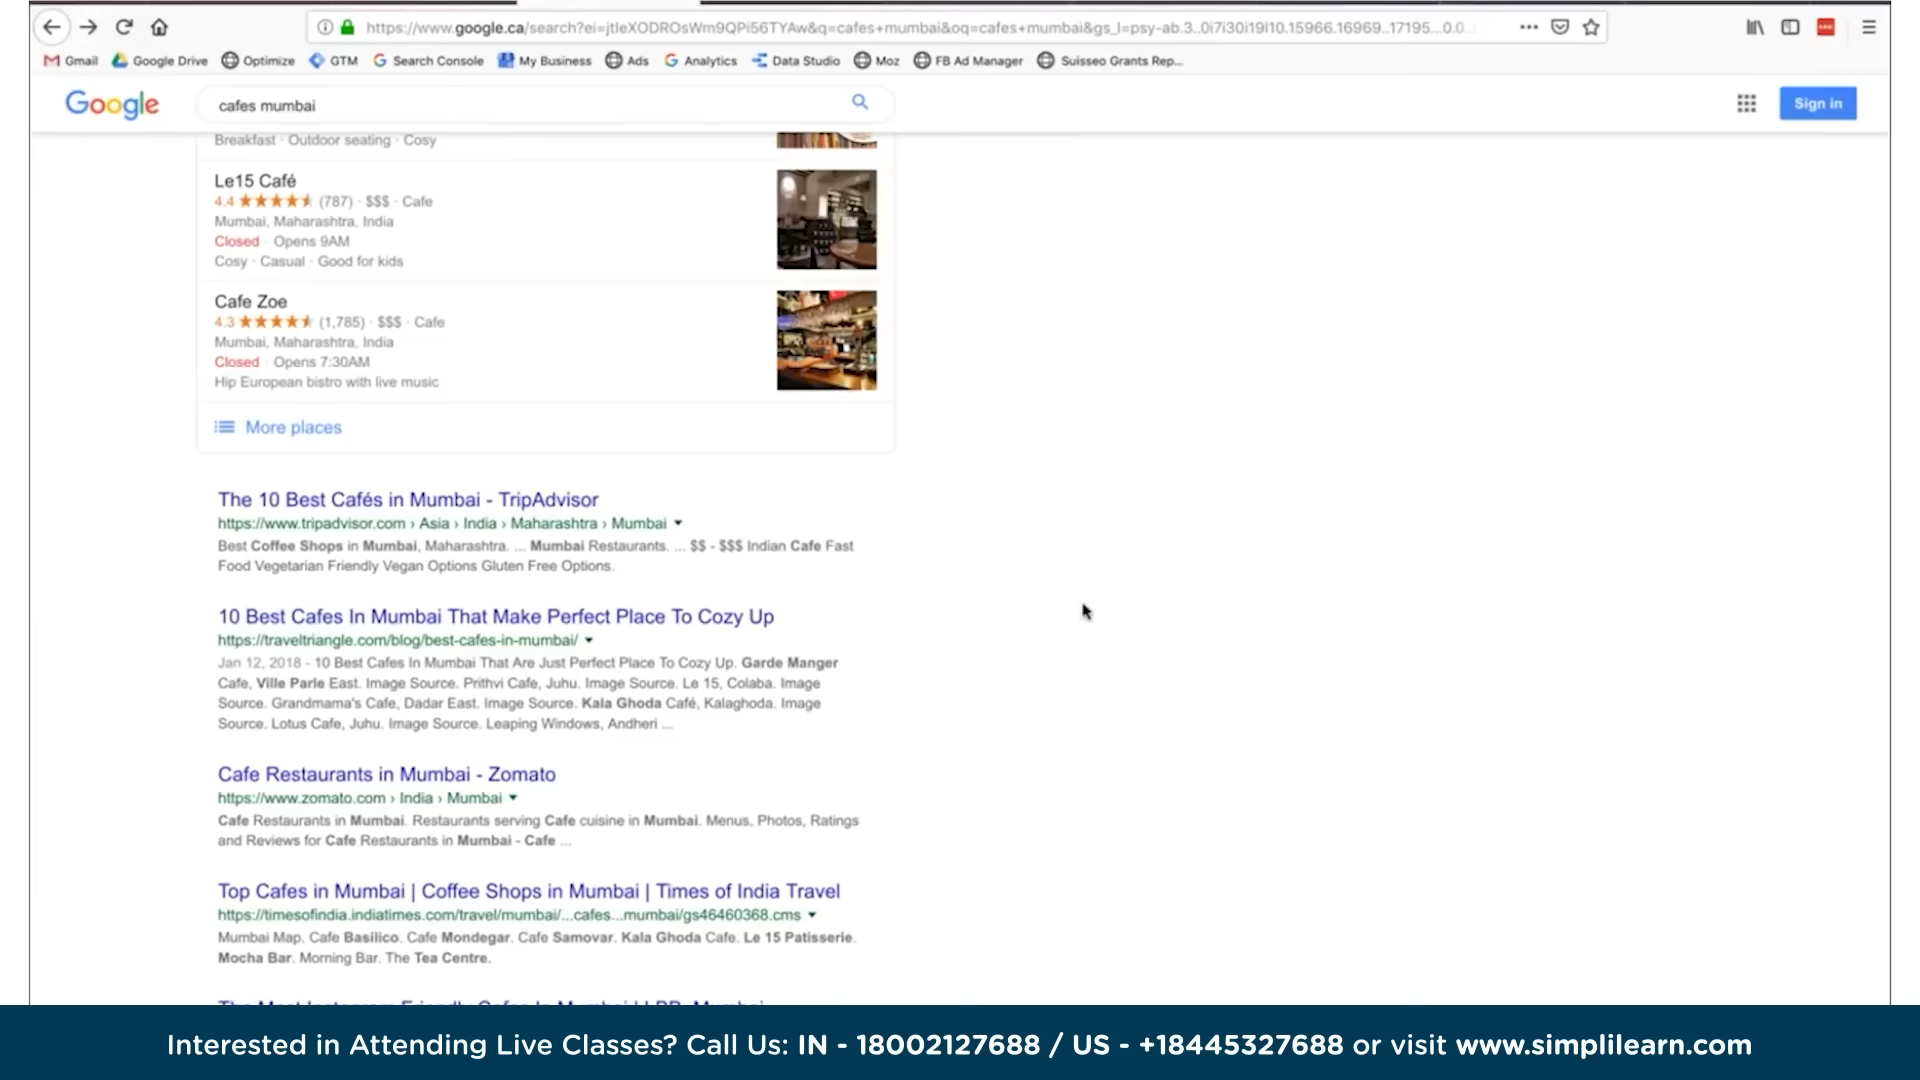 https://www.google.ca/search?ei=jtIeXODROsWm9QPi56TYAw&q=cafes+mumbai&oq=cafes+mumbai&gs_l=psy-ab.3..0i7i30i19l10.15966.16969..17195...0.0..
Gmail Google Drive Optimize GTM Search Console My Business Ads Analytics Data Studio Moz FB Ad Manager Suisseo Grants Rep...
Google cafes mumbai Sign in
Breakfast · Outdoor seating · Cosy
Le15 Café
4.4 (787) · $$$ · Cafe
Mumbai, Maharashtra, India
Closed · Opens 9AM
Cosy · Casual · Good for kids
Cafe Zoe
4.3 (1,785) · $$$ · Cafe
Mumbai, Maharashtra, India
Closed · Opens 7:30AM
Hip European bistro with live music
More places
The 10 Best Cafés in Mumbai - TripAdvisor
https://www.tripadvisor.com › Asia › India › Maharashtra › Mumbai
Best Coffee Shops in Mumbai, Maharashtra. ... Mumbai Restaurants. ... $$ - $$$ Indian Cafe Fast
Food Vegetarian Friendly Vegan Options Gluten Free Options.
10 Best Cafes In Mumbai That Make Perfect Place To Cozy Up
https://traveltriangle.com/blog/best-cafes-in-mumbai/
Jan 12, 2018 - 10 Best Cafes In Mumbai That Are Just Perfect Place To Cozy Up. Garde Manger
Cafe, Ville Parle East. Image Source. Prithvi Cafe, Juhu. Image Source. Le 15, Colaba. Image
Source. Grandmama's Cafe, Dadar East. Image Source. Kala Ghoda Café, Kalaghoda. Image
Source. Lotus Cafe, Juhu. Image Source. Leaping Windows, Andheri ...
Cafe Restaurants in Mumbai - Zomato
https://www.zomato.com › India › Mumbai
Cafe Restaurants in Mumbai. Restaurants serving Cafe cuisine in Mumbai. Menus, Photos, Ratings
and Reviews for Cafe Restaurants in Mumbai - Cafe ...
Top Cafes in Mumbai | Coffee Shops in Mumbai | Times of India Travel
https://timesofindia.indiatimes.com/travel/mumbai/...cafes...mumbai/gs46460368.cms
Mumbai Map. Cafe Basilico. Cafe Mondegar. Cafe Samovar. Kala Ghoda Cafe. Le 15 Patisserie.
Mocha Bar. Morning Bar. The Tea Centre.
The Most Instagram Friendly Cafes In Mumbai | LBB, Mumbai
Interested in Attending Live Classes? Call Us: IN - 18002127688 / US - +18445327688 or visit www.simplilearn.com